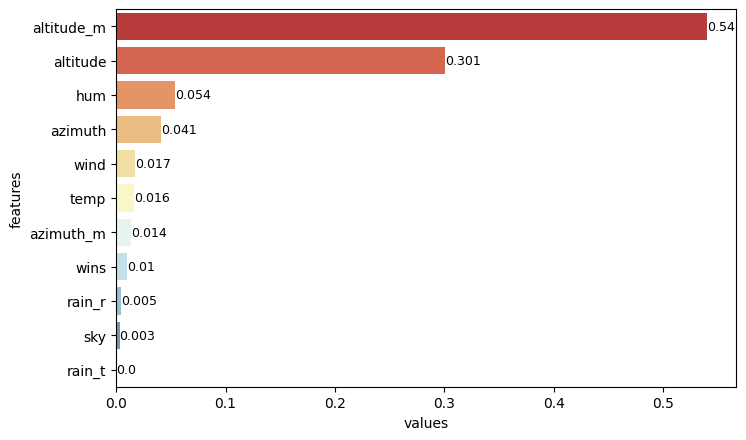 features
altitude_m 0.54
altitude 0.301
hum 0.054
azimuth 0.041
wind 0.017
temp 0.016
azimuth_m 0.014
wins 0.01
rain_r 0.005
sky 0.003
rain_t 0.0
0.0 0.1 0.2 0.3 0.4 0.5
values